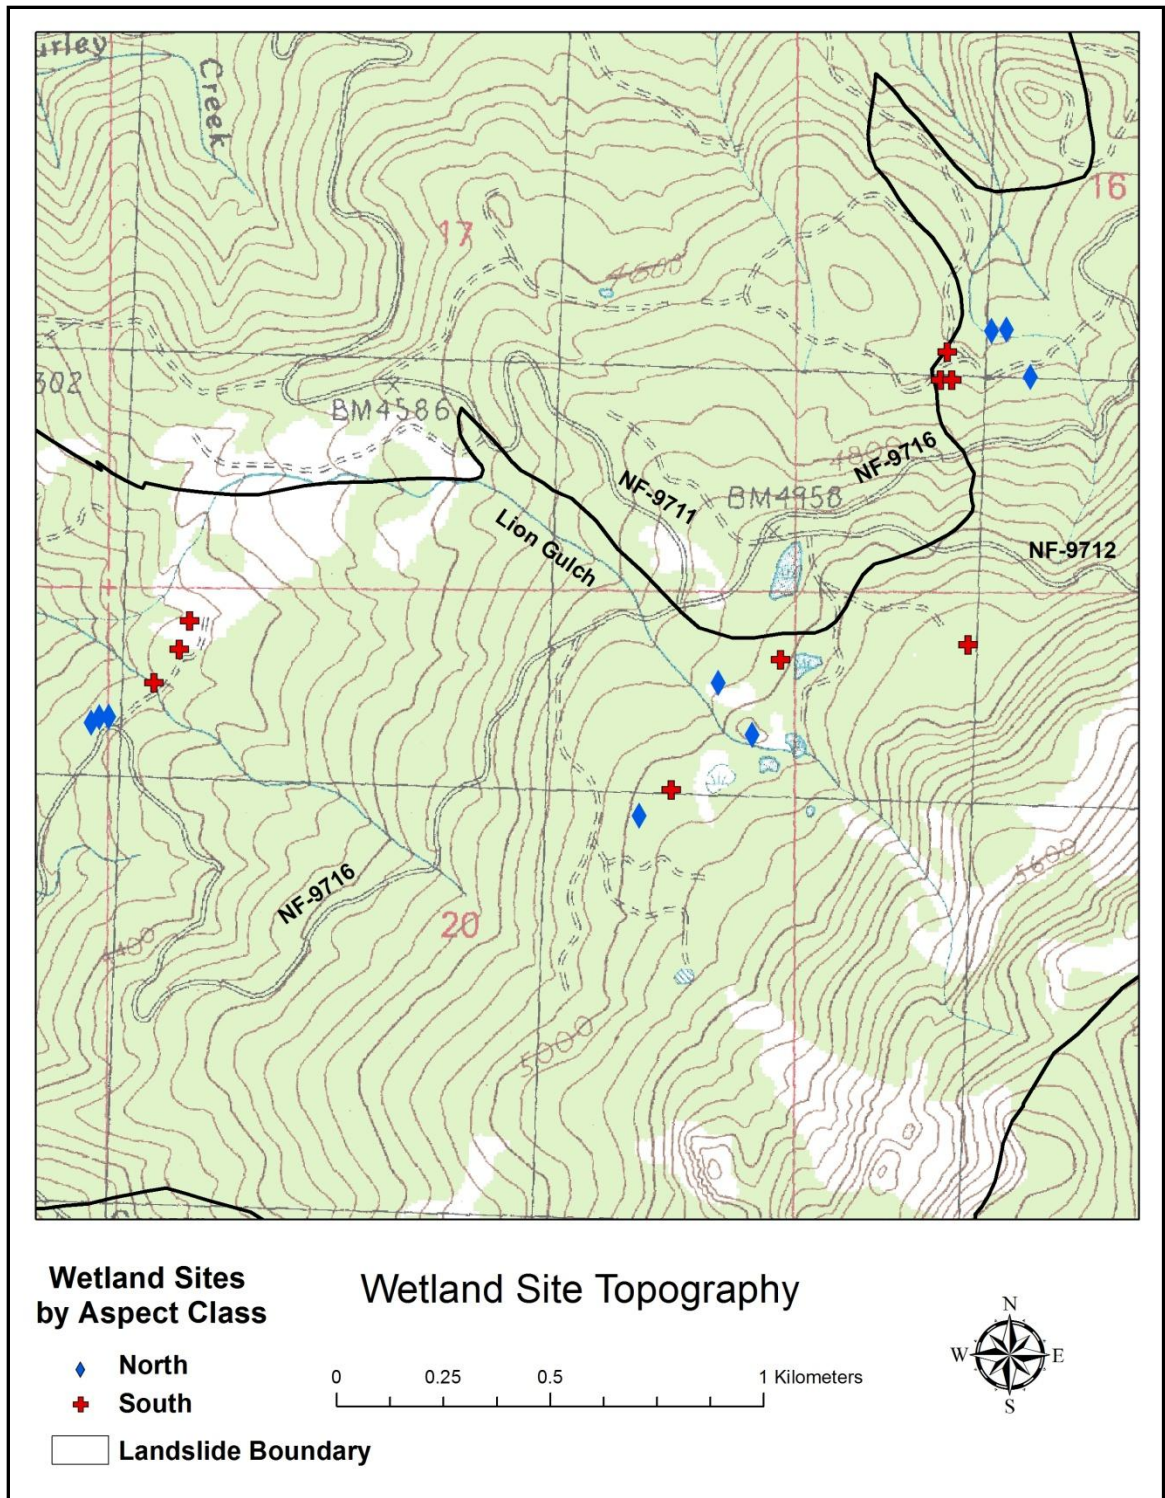 urley
Creek
16
17
4600
302
BM4586
4800
NF-9716
NF-9711
BM4958
Lion Gulch
NF-9712
5600
NF-9716
20
4400
5000
Wetland Sites
by Aspect Class
Wetland Site Topography
North
South
Landslide Boundary
0 0.25 0.5 1 Kilometers
N
W E
S